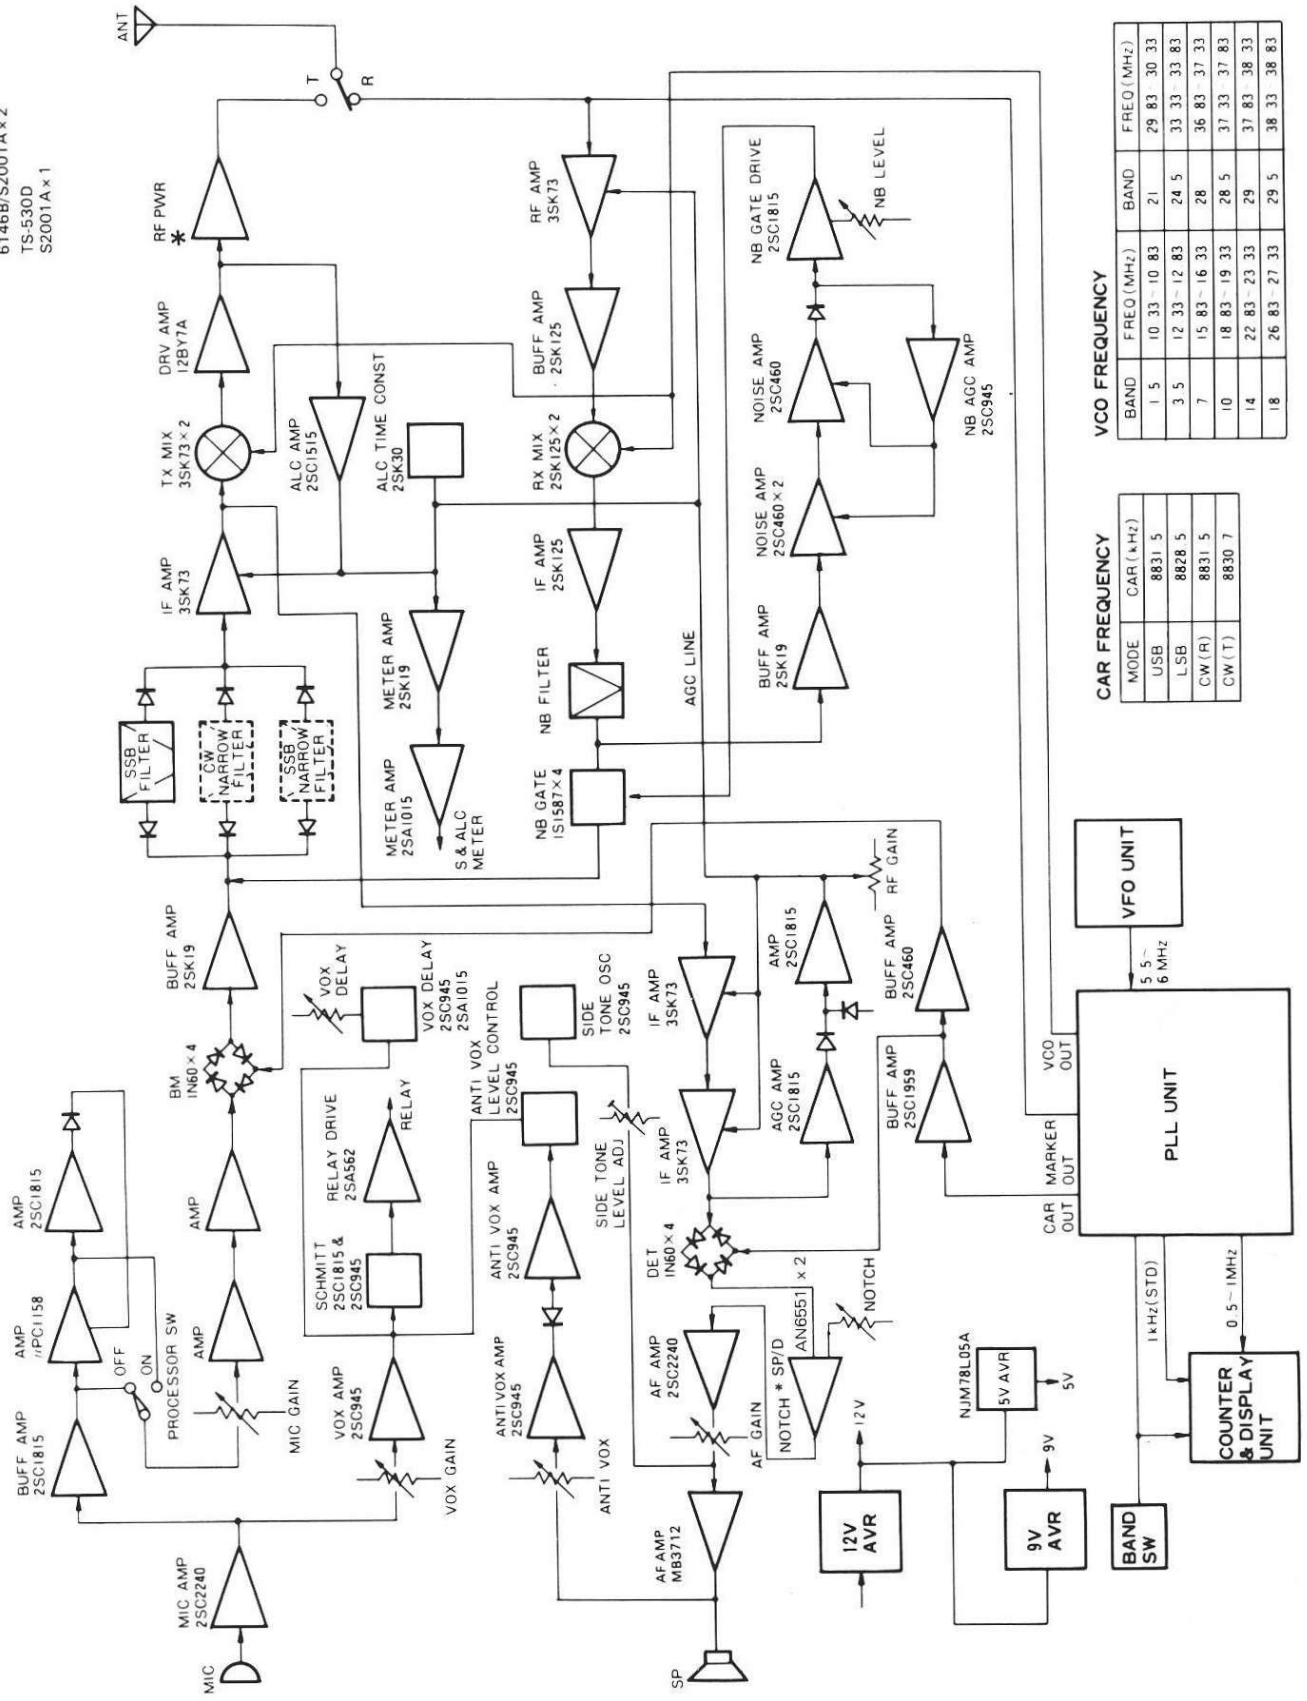 6146B/S2001A×2
TS-530D
S2001A×1
ANT
T
R
RF PWR
*
DRV AMP
12BY7A
TX MIX
3SK73×2
IF AMP
3SK73
SSB
FILTER
CW
NARROW
FILTER
SSB
NARROW
FILTER
BUFF AMP
2SK19
BM
IN60×4
AMP
2SC1815
AMP
µPC1158
BUFF AMP
2SC1815
OFF
ON
PROCESSOR SW
AMP
AMP
MIC GAIN
MIC AMP
2SC2240
MIC
ALC AMP
2SC1515
ALC TIME CONST
2SK30
METER AMP
2SK19
METER AMP
2SA1015
S & ALC
METER
VOX
DELAY
VOX DELAY
2SC945
2SA1015
RELAY
RELAY DRIVE
2SA562
SCHMITT
2SC1815 &
2SC945
VOX AMP
2SC945
VOX GAIN
ANTI VOX
LEVEL CONTROL
2SC945
ANTI VOX AMP
2SC945
ANTI VOX AMP
2SC945
ANTI VOX
SIDE
TONE OSC
2SC945
SIDE TONE
LEVEL ADJ
RF AMP
3SK73
BUFF AMP
2SK125
RX MIX
2SK125×2
IF AMP
2SK125
NB FILTER
NB GATE
1S1587×4
AGC LINE
IF AMP
3SK73
IF AMP
3SK73
DET
IN60×4
AF AMP
2SC2240
AF GAIN
NOTCH * SP/D
AN6551 × 2
NOTCH
AF AMP
MB3712
SP
NB GATE DRIVE
2SC1815
NB LEVEL
NOISE AMP
2SC460
NB AGC AMP
2SC945
NOISE AMP
2SC460×2
BUFF AMP
2SK19
RF GAIN
AMP
2SC1815
AGC AMP
2SC1815
BUFF AMP
2SC460
BUFF AMP
2SC1959
12V
AVR
12V
NJM78L05A
5V AVR
5V
9V
AVR
9V
VFO UNIT
5.5~
6MHz
PLL UNIT
VCO
OUT
MARKER
OUT
CAR
OUT
1kHz(STD)
0.5~1MHz
COUNTER
& DISPLAY
UNIT
BAND
SW
CAR FREQUENCY
MODE CAR(kHz)
USB 8831 5
LSB 8828 5
CW(R) 8831 5
CW(T) 8830 7
VCO FREQUENCY
BAND FREQ(MHz) BAND FREQ(MHz)
1 5 10 33~10 83 21 29 83~30 33
3 5 12 33~12 83 24 5 33 33~33 83
7 15 83~16 33 28 36 83~37 33
10 18 83~19 33 28 5 37 33~37 83
14 22 83~23 33 29 37 83~38 33
18 26 83~27 33 29 5 38 33~38 83